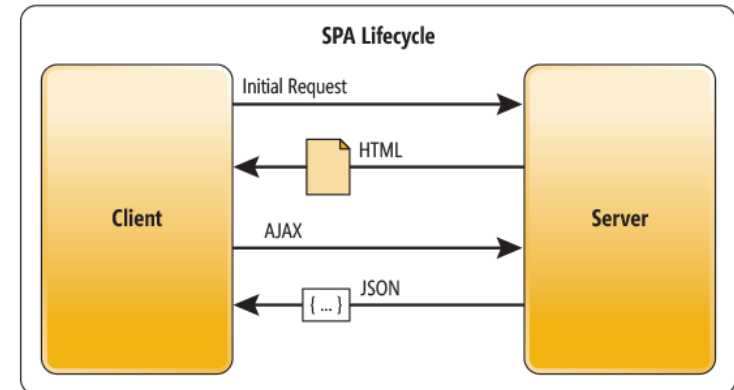 SPA Lifecycle
Initial Request
HTML
Client
Server
AJAX
JSON
{ ... }